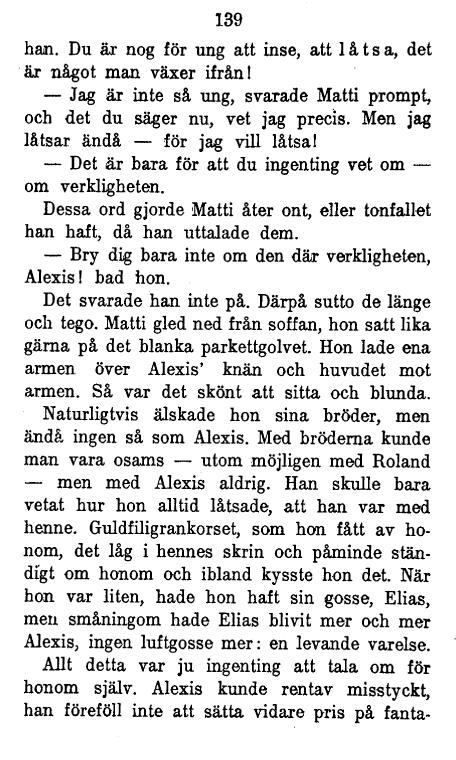 139
han. Du är nog för ung att inse, att låtsa, det
är något man växer ifrån!
— Jag är inte så ung, svarade Matti prompt,
och det du säger nu, vet jag precis. Men jag
låtsar ändå — för jag vill låtsa!
— Det är bara för att du ingenting vet om —
om verkligheten.
Dessa ord gjorde Matti åter ont, eller tonfallet
han haft, då han uttalade dem.
— Bry dig bara inte om den där verkligheten,
Alexis! bad hon.
Det svarade han inte på. Därpå sutto de länge
och tego. Matti gled ned från soffan, hon satt lika
gärna på det blanka parkettgolvet. Hon lade ena
armen över Alexis' knän och huvudet mot
armen. Så var det skönt att sitta och blunda.
Naturligtvis älskade hon sina bröder, men
ändå ingen så som Alexis. Med bröderna kunde
man vara osams — utom möjligen med Roland
— men med Alexis aldrig. Han skulle bara
vetat hur hon alltid låtsade, att han var med
henne. Guldfiligrankorset, som hon fått av ho-
nom, det låg i hennes skrin och påminde stän-
digt om honom och ibland kysste hon det. När
hon var liten, hade hon haft sin gosse, Elias,
men småningom hade Elias blivit mer och mer
Alexis, ingen luftgosse mer: en levande varelse.
Allt detta var ju ingenting att tala om för
honom själv. Alexis kunde rentav misstyckt,
han föreföll inte att sätta vidare pris på fanta-